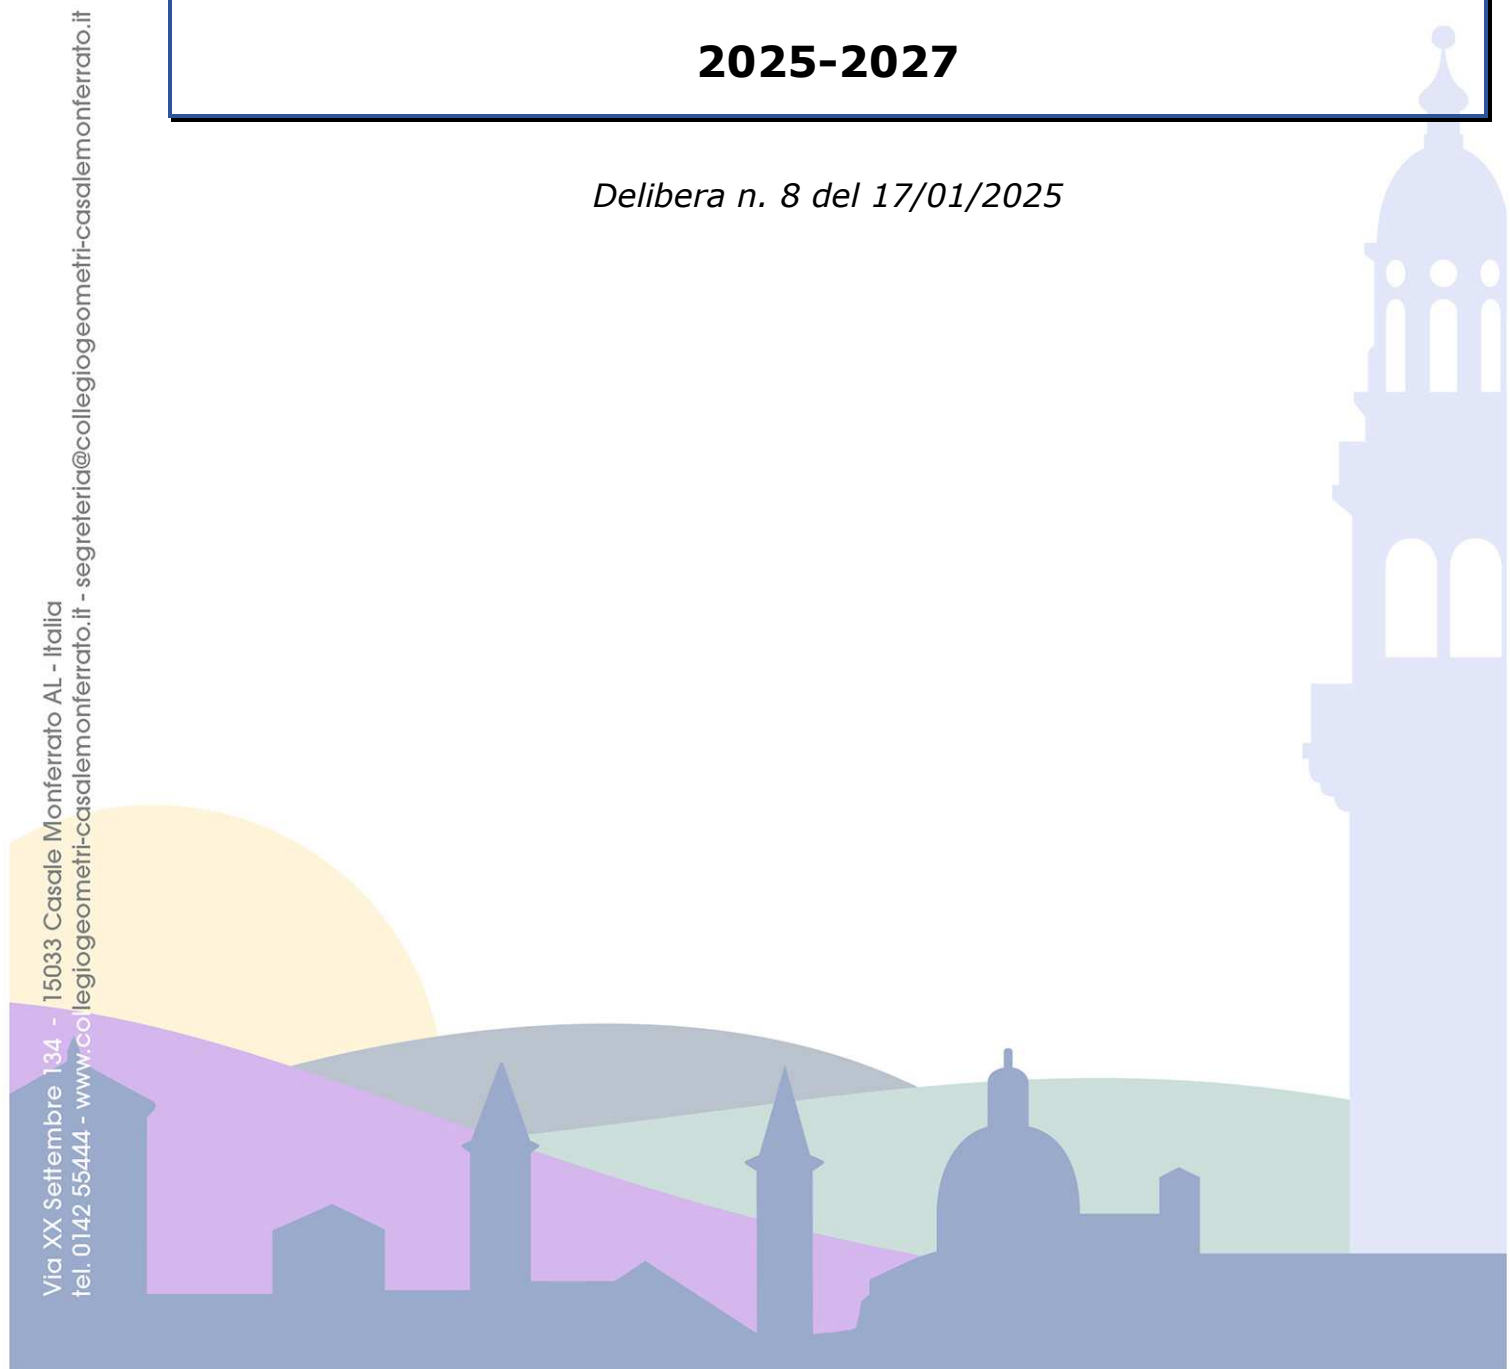 2025-2027
Delibera n. 8 del 17/01/2025
Via XX Settembre 134 - 15033 Casale Monferrato AL - Italia
tel. 0142 55444 - www.collegiogeometri-casalemonferrato.it - segreteria@collegiogeometri-casalemonferrato.it